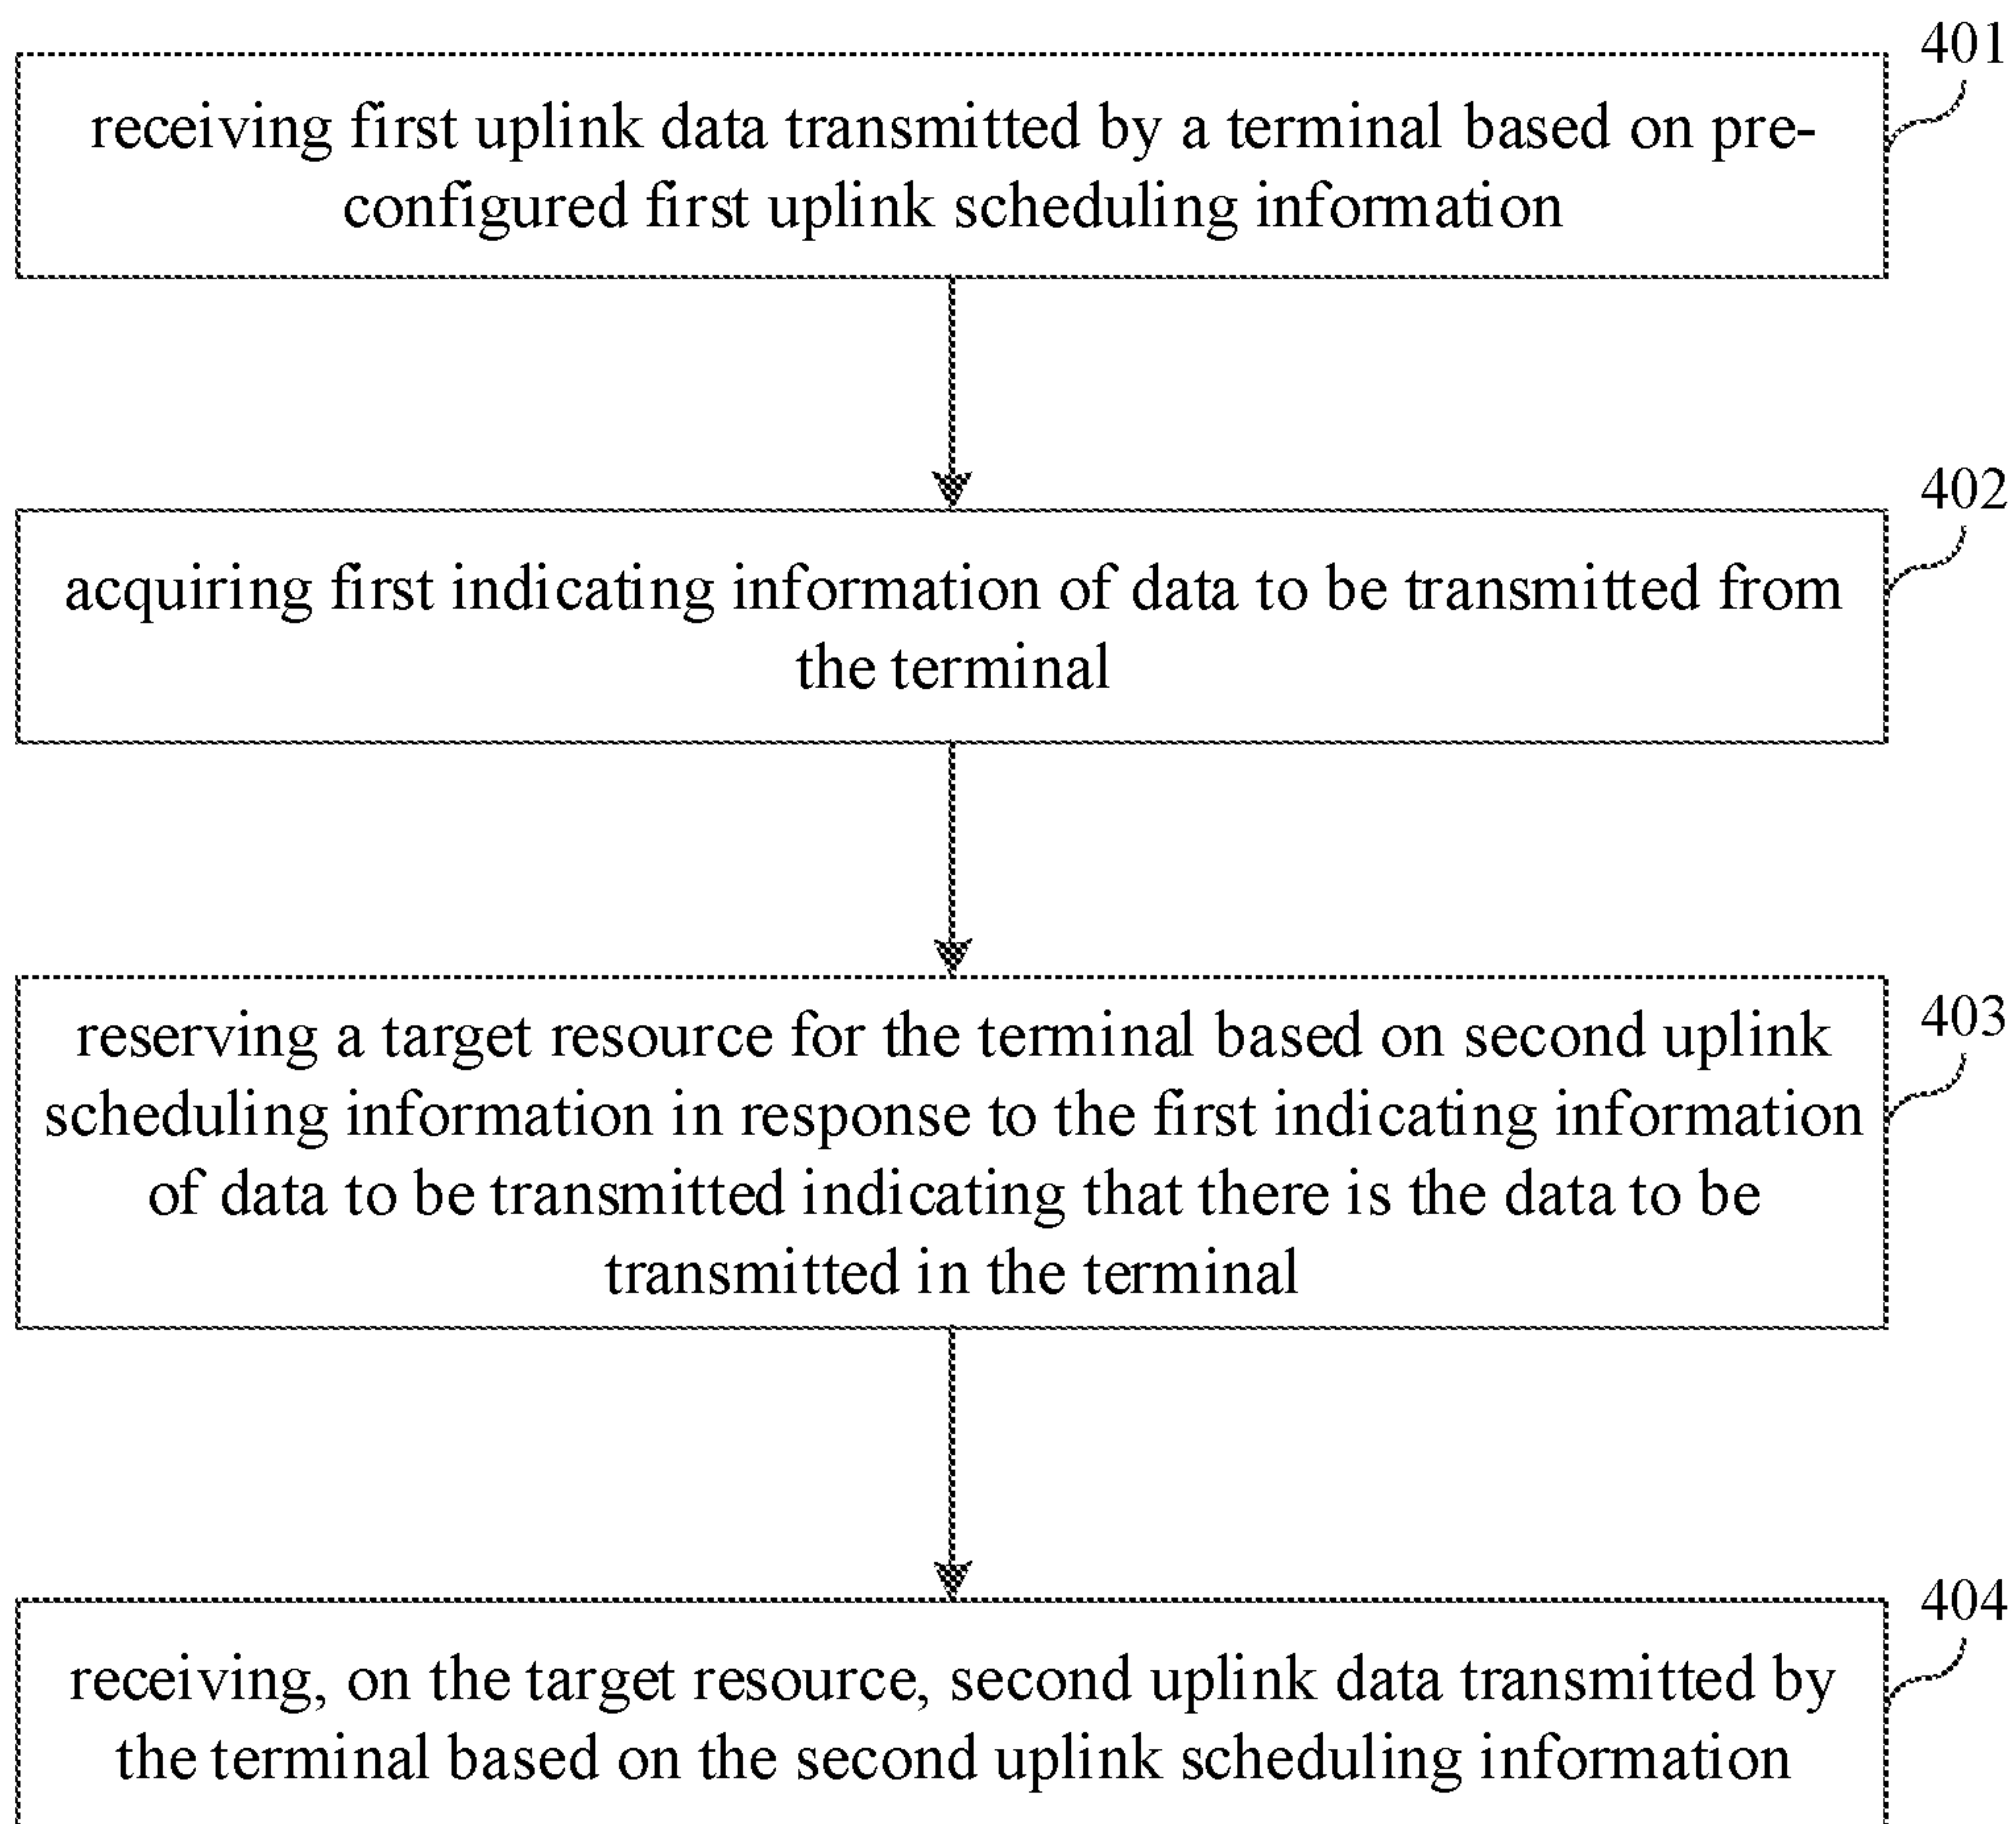 401
receiving first uplink data transmitted by a terminal based on pre-
configured first uplink scheduling information
402
acquiring first indicating information of data to be transmitted from
the terminal
403
reserving a target resource for the terminal based on second uplink
scheduling information in response to the first indicating information
of data to be transmitted indicating that there is the data to be
transmitted in the terminal
404
receiving, on the target resource, second uplink data transmitted by
the terminal based on the second uplink scheduling information